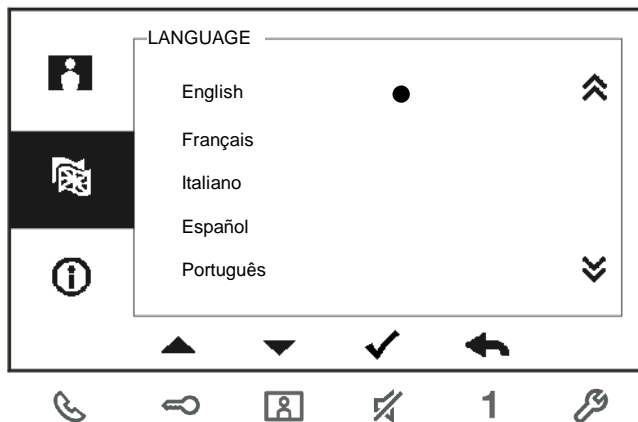 LANGUAGE
English
Français
Italiano
Español
Português
1